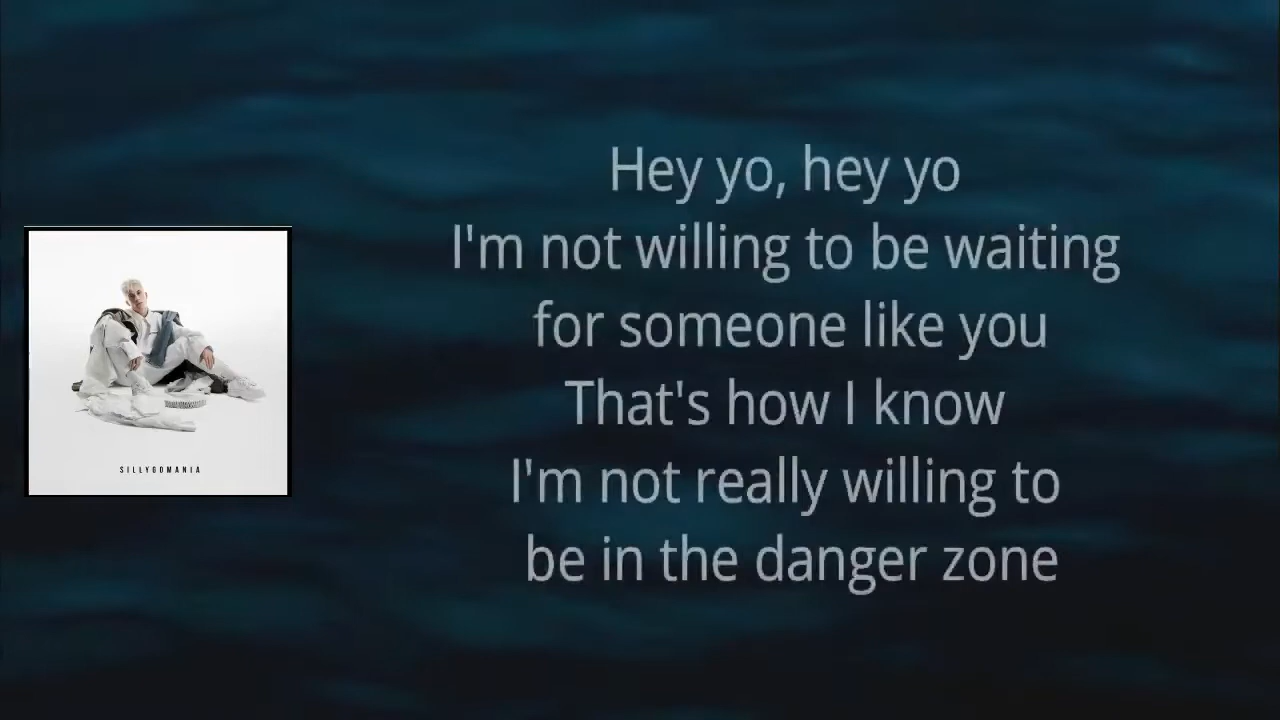 Hey yo, hey yo
I'm not willing to be waiting
for someone like you
That's how I know
I'm not really willing to
be in the danger zone
SILLYGOMANIA